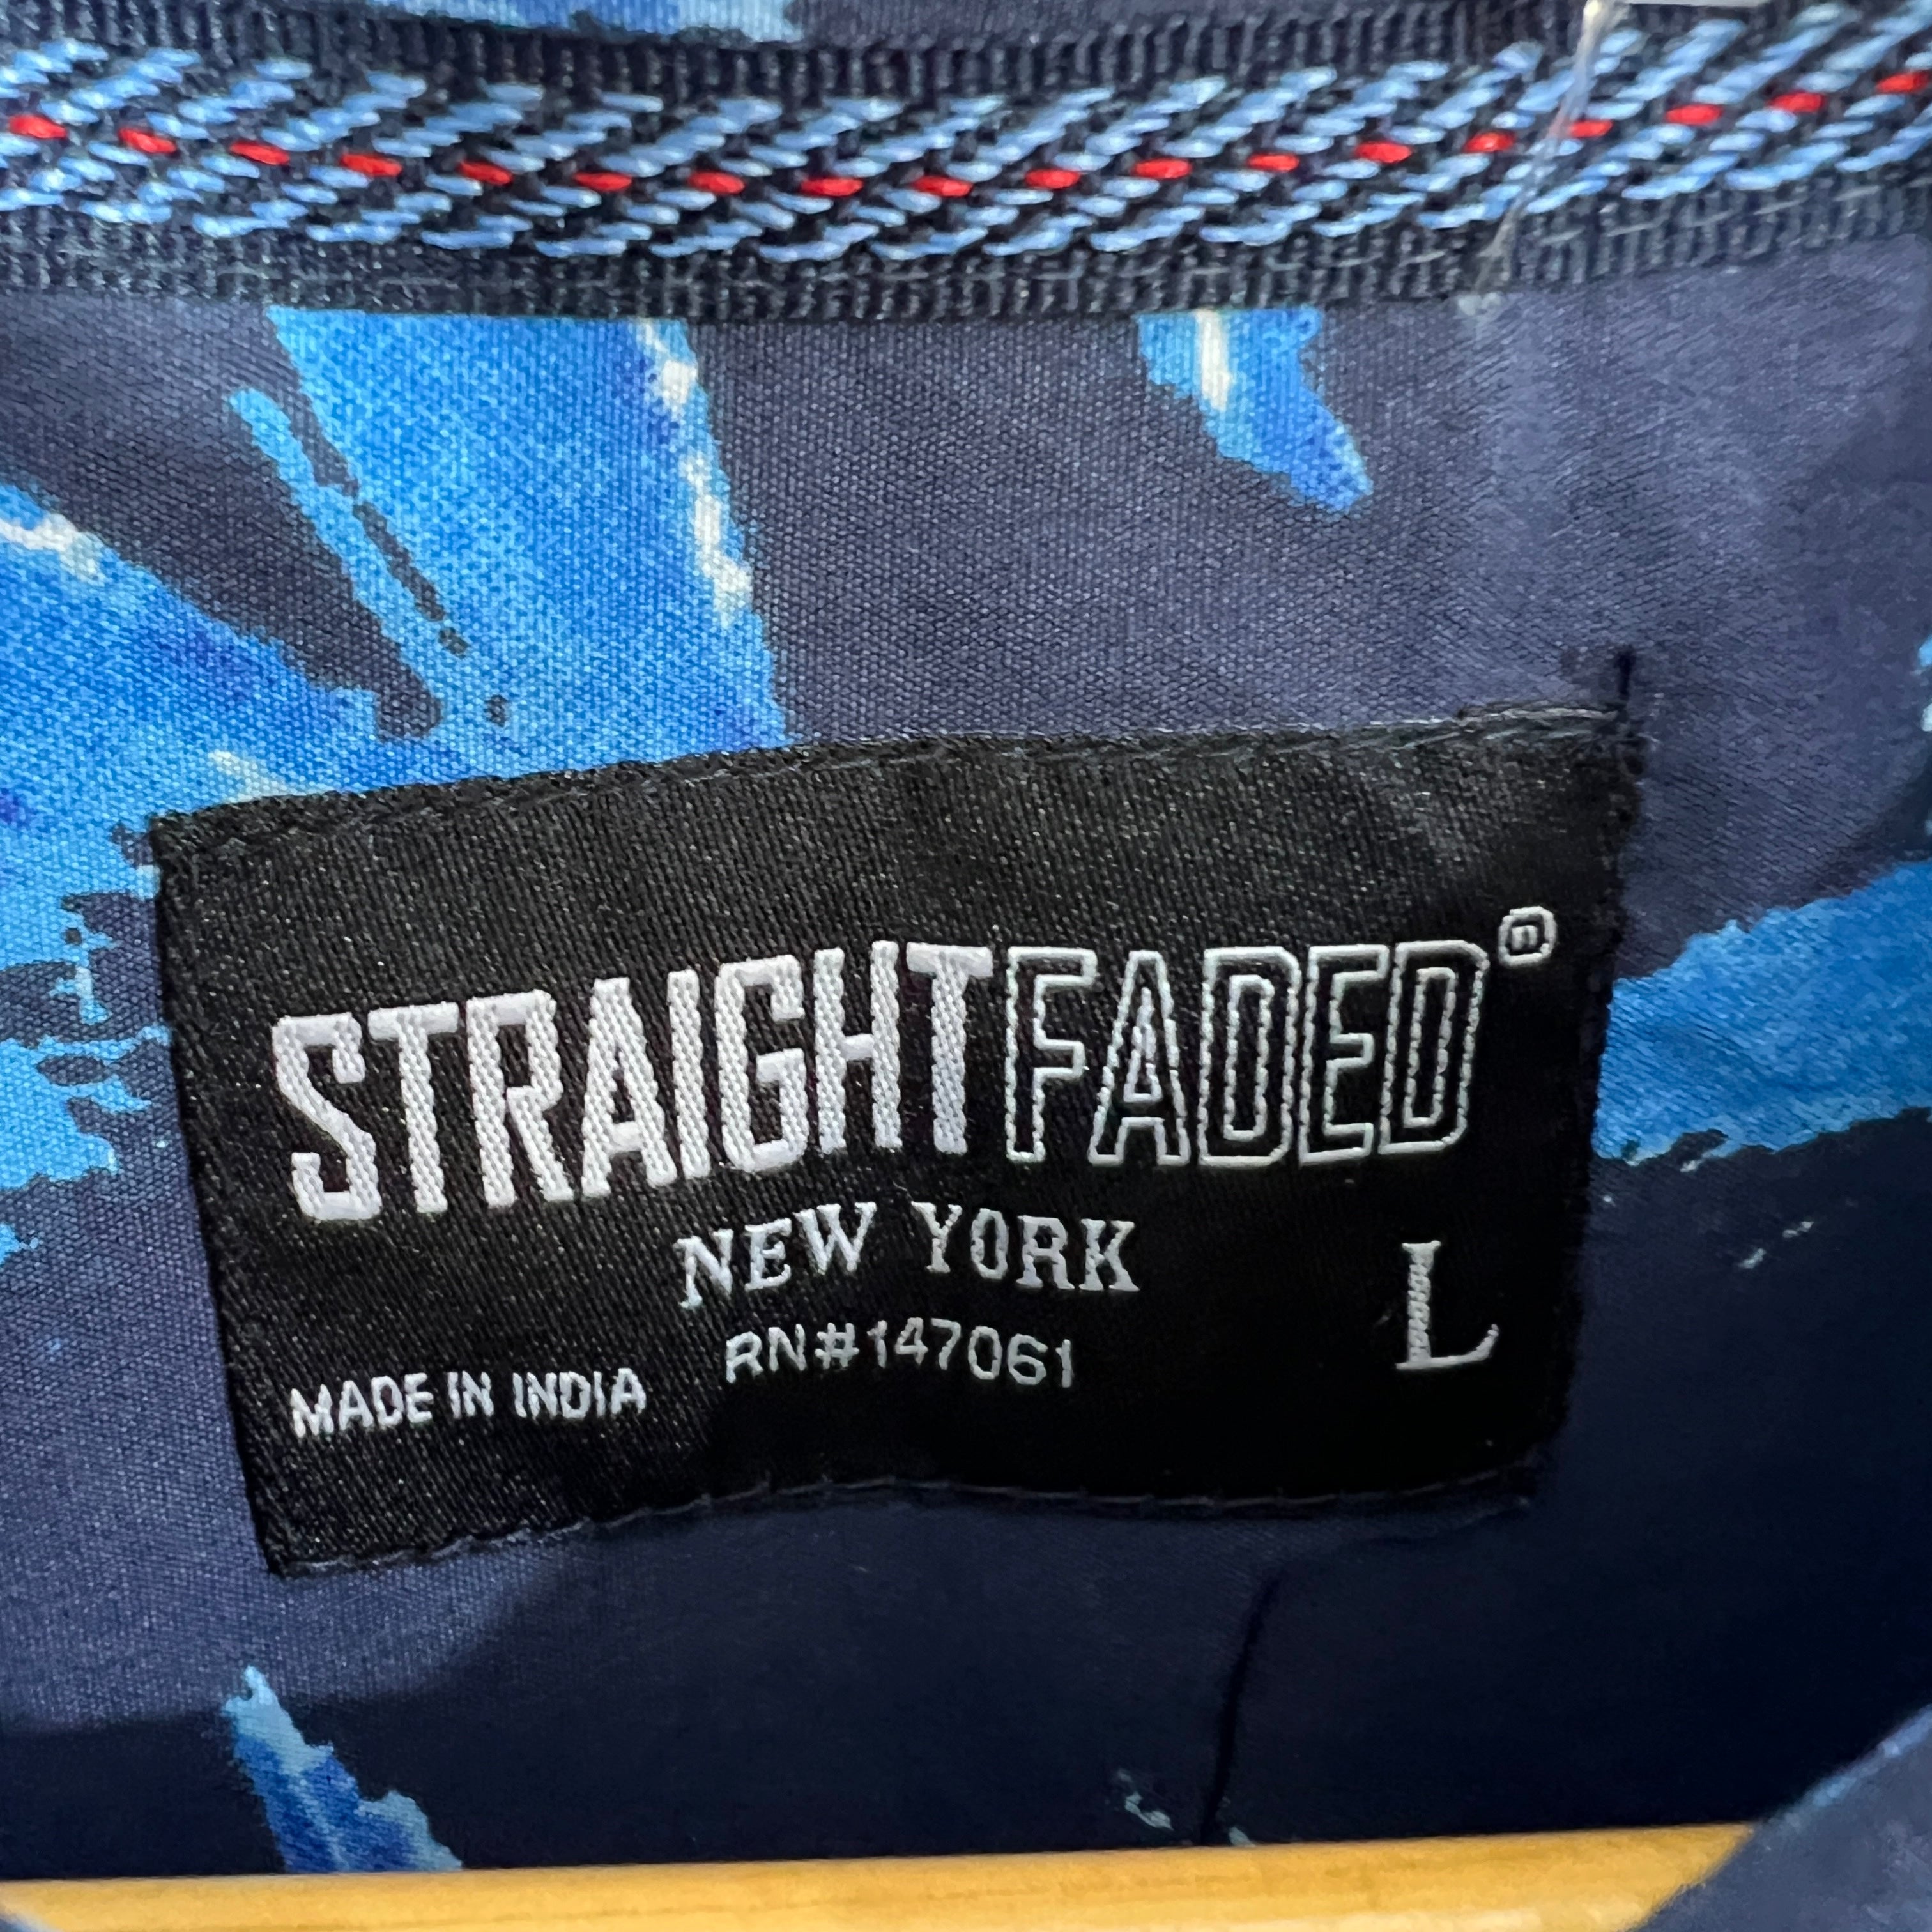 STRAIGHTFADED®
NEW YORK
RN#147061
L
MADE IN INDIA